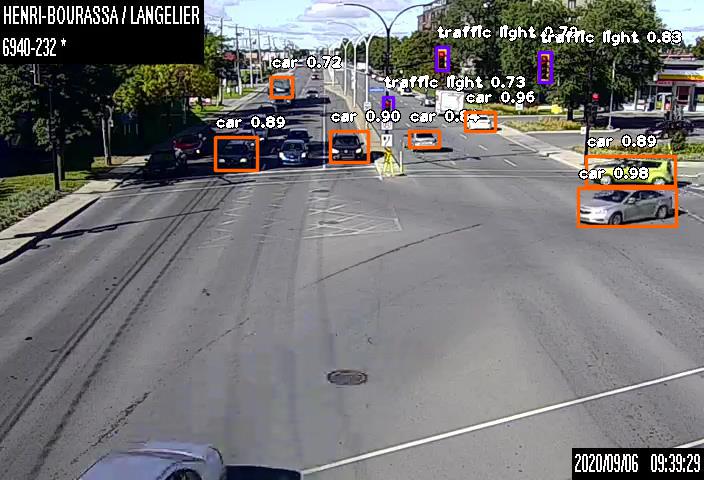 HENRI-BOURASSA / LANGELIER
6940-232 *
traffic light 0.83
car 0.72
traffic light 0.73
car 0.96
car 0.89
car 0.90
car 0.89
car 0.98
2020/09/06 09:39:29